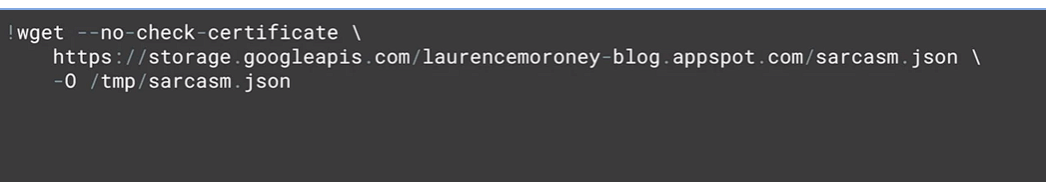 !wget --no-check-certificate \
    https://storage.googleapis.com/laurencemoroney-blog.appspot.com/sarcasm.json \
    -O /tmp/sarcasm.json